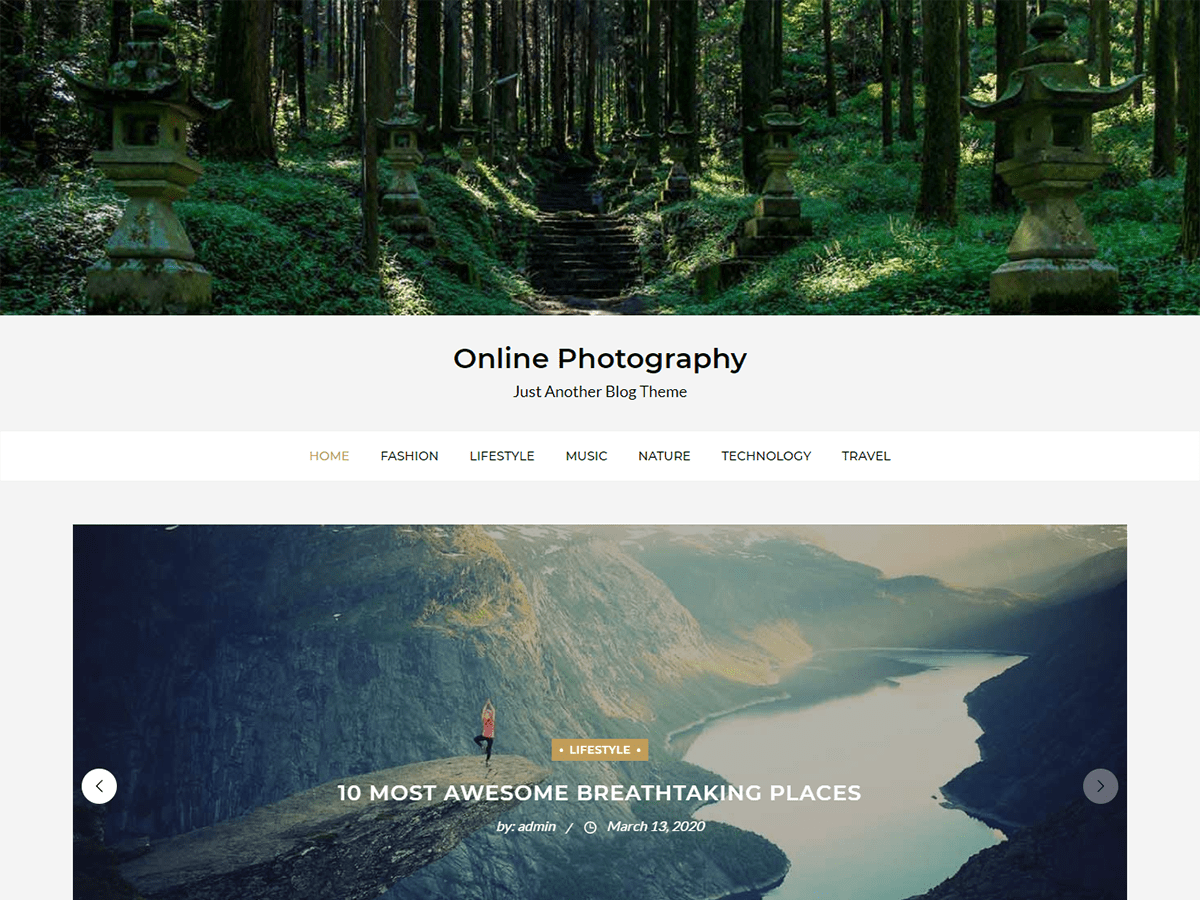 Online Photography
Just Another Blog Theme
HOME FASHION LIFESTYLE MUSIC NATURE TECHNOLOGY TRAVEL
• LIFESTYLE •
10 MOST AWESOME BREATHTAKING PLACES
by: admin / March 13, 2020